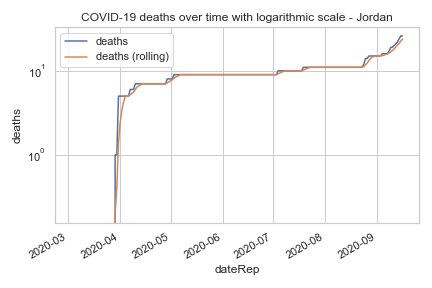 COVID-19 deaths over time with logarithmic scale - Jordan
deaths
deaths (rolling)
10¹
10⁰
deaths
2020-03
2020-04
2020-05
2020-06
2020-07
2020-08
2020-09
dateRep